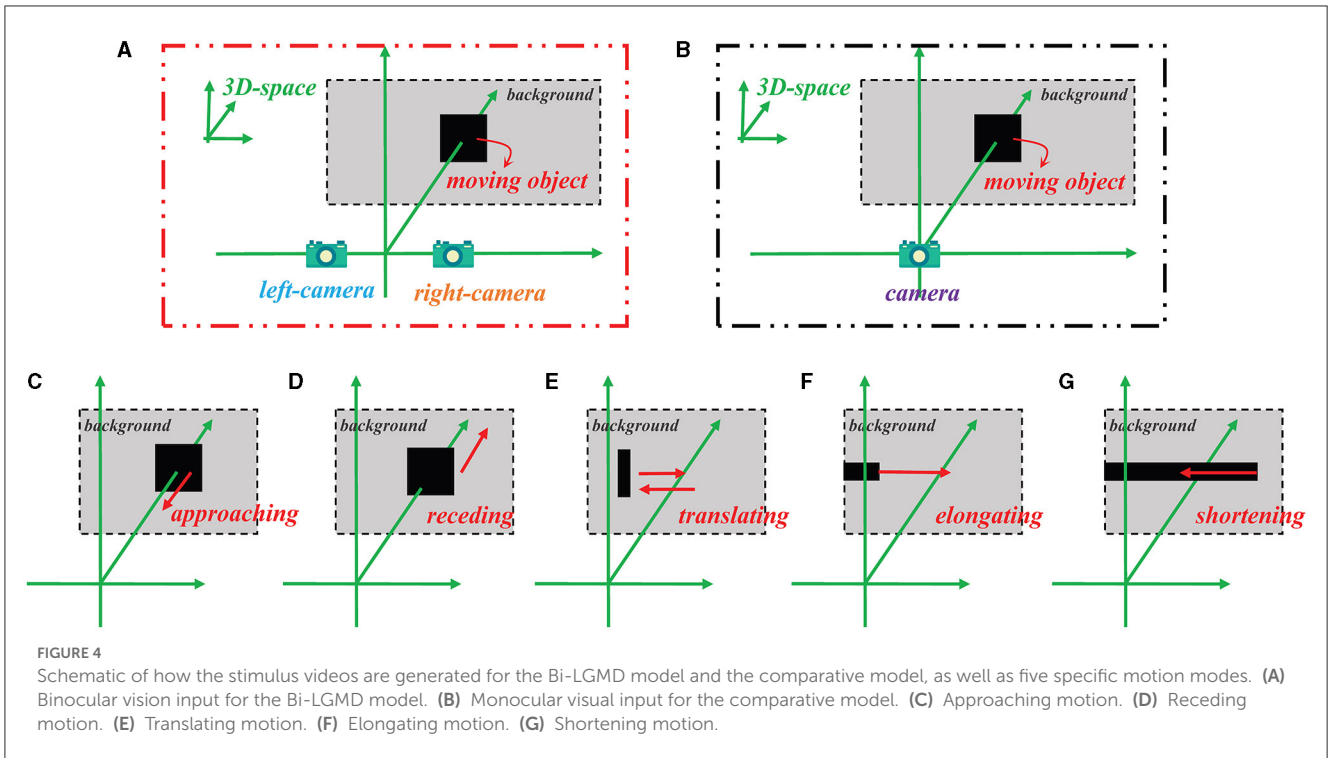 A
3D-space
background
moving object
left-camera
right-camera
B
3D-space
background
moving object
camera
C
background
approaching
D
background
receding
E
background
translating
F
background
elongating
G
background
shortening
FIGURE 4
Schematic of how the stimulus videos are generated for the Bi-LGMD model and the comparative model, as well as five specific motion modes. (A)
Binocular vision input for the Bi-LGMD model. (B) Monocular visual input for the comparative model. (C) Approaching motion. (D) Receding
motion. (E) Translating motion. (F) Elongating motion. (G) Shortening motion.